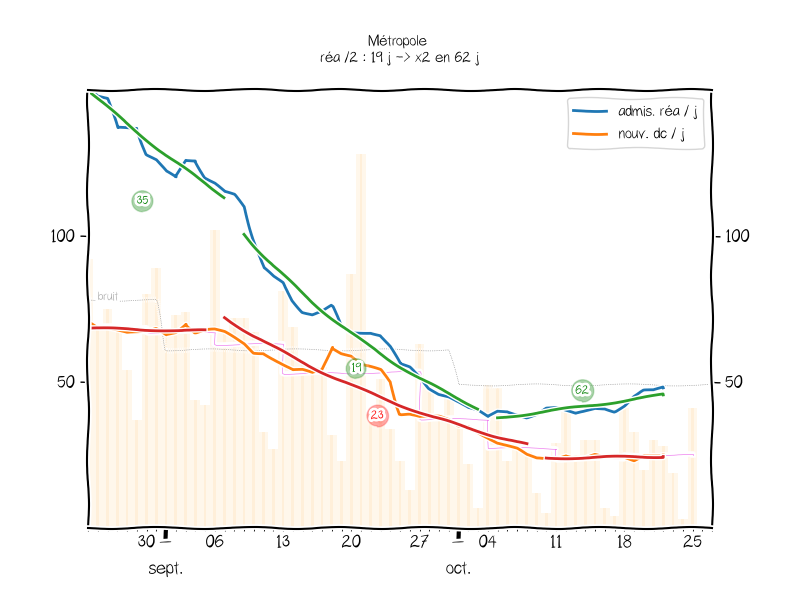 Métropole
réa /2 : 19 j -> x2 en 62 j
admis. réa / j
nouv. dc / j
35
100
100
bruit
19
50
62
50
23
30
06
13
20
27
04
11
18
25
sept.
oct.